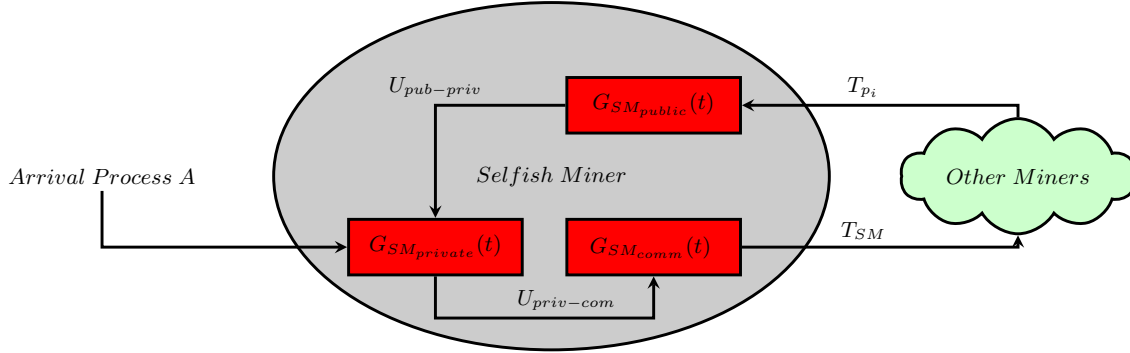 U_{pub-priv}
G_{SM_{public}}(t)
T_{p_i}
Arrival Process A
Selfish Miner
Other Miners
G_{SM_{private}}(t)
G_{SM_{comm}}(t)
T_{SM}
U_{priv-com}